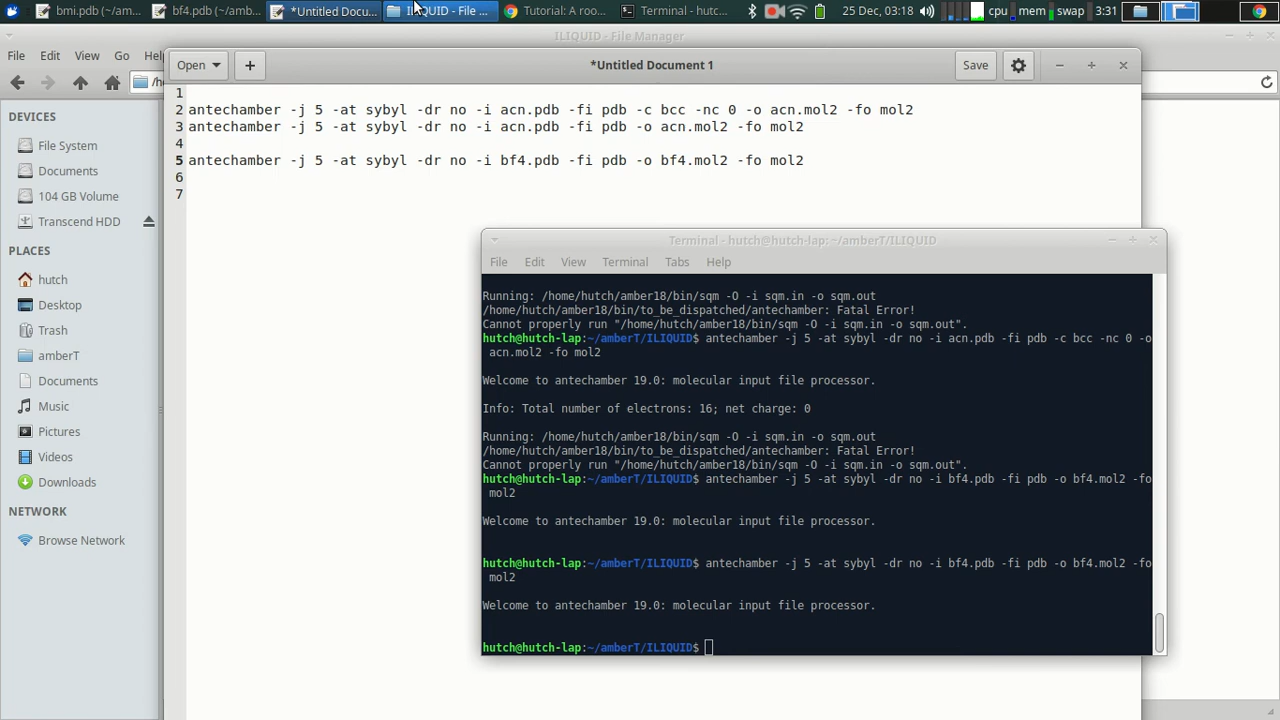 bmi.pdb (~/am...
bf4.pdb (~/amb...
*Untitled Docu...
ILIQUID - File ...
Tutorial: A roo...
Terminal - hutc...
25 Dec, 03:18
cpu
mem
swap
3:31
ILIQUID - File Manager
File Edit View Go Help
/ho
DEVICES
File System
Documents
104 GB Volume
Transcend HDD
PLACES
hutch
Desktop
Trash
amberT
Documents
Music
Pictures
Videos
Downloads
NETWORK
Browse Network
Open
*Untitled Document 1
Save
1
2 antechamber -j 5 -at sybyl -dr no -i acn.pdb -fi pdb -c bcc -nc 0 -o acn.mol2 -fo mol2
3 antechamber -j 5 -at sybyl -dr no -i acn.pdb -fi pdb -o acn.mol2 -fo mol2
4
5 antechamber -j 5 -at sybyl -dr no -i bf4.pdb -fi pdb -o bf4.mol2 -fo mol2
6
7
Terminal - hutch@hutch-lap: ~/amberT/ILIQUID
File Edit View Terminal Tabs Help
Running: /home/hutch/amber18/bin/sqm -O -i sqm.in -o sqm.out
/home/hutch/amber18/bin/to_be_dispatched/antechamber: Fatal Error!
Cannot properly run "/home/hutch/amber18/bin/sqm -O -i sqm.in -o sqm.out".
hutch@hutch-lap:~/amberT/ILIQUID$ antechamber -j 5 -at sybyl -dr no -i acn.pdb -fi pdb -c bcc -nc 0 -o
acn.mol2 -fo mol2
Welcome to antechamber 19.0: molecular input file processor.
Info: Total number of electrons: 16; net charge: 0
Running: /home/hutch/amber18/bin/sqm -O -i sqm.in -o sqm.out
/home/hutch/amber18/bin/to_be_dispatched/antechamber: Fatal Error!
Cannot properly run "/home/hutch/amber18/bin/sqm -O -i sqm.in -o sqm.out".
hutch@hutch-lap:~/amberT/ILIQUID$ antechamber -j 5 -at sybyl -dr no -i bf4.pdb -fi pdb -o bf4.mol2 -fo
mol2
Welcome to antechamber 19.0: molecular input file processor.
hutch@hutch-lap:~/amberT/ILIQUID$ antechamber -j 5 -at sybyl -dr no -i bf4.pdb -fi pdb -o bf4.mol2 -fo
mol2
Welcome to antechamber 19.0: molecular input file processor.
hutch@hutch-lap:~/amberT/ILIQUID$